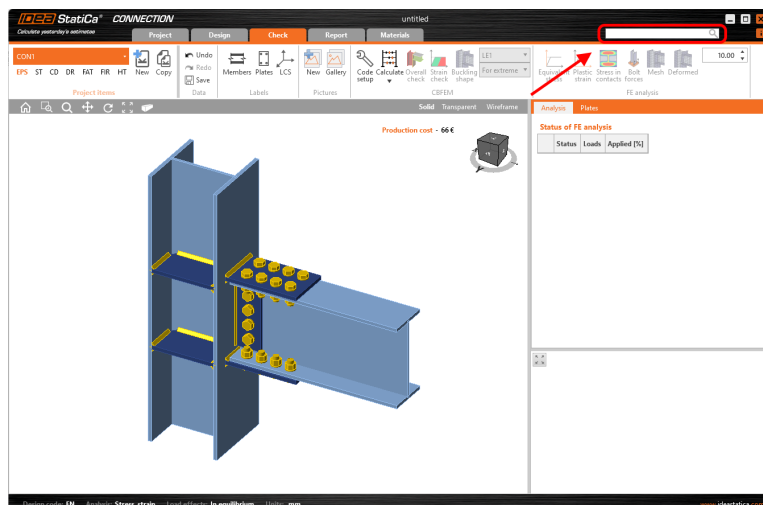 IDEA StatiCa® CONNECTION
untitled
Calculate yesterday's estimates
Project Design Check Report Materials
CON1
EPS ST CD DR FAT FIR HT
New Copy
Project items
Undo
Redo
Save
Data
Members Plates LCS
Labels
New Gallery
Pictures
Code setup
Calculate
Overall check
Strain check
Buckling shape
LE1
For extreme
CBFEM
Plastic strain
Stress in contacts
Bolt forces
Mesh Deformed
10.00
FE analysis
Solid Transparent Wireframe
Production cost - 66 €
Analysis Plates
Status of FE analysis
Status Loads Applied [%]
Design code: EN Analysis: Stress, strain Load effects: In equilibrium Units: mm
www.ideastatica.com